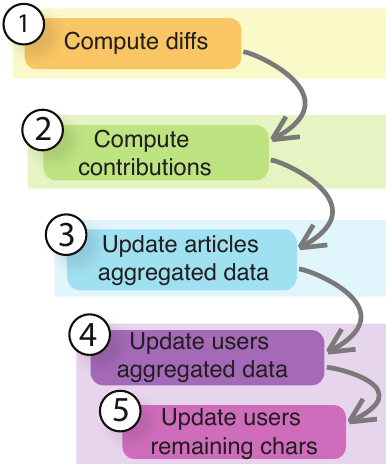 1
Compute diffs
2
Compute
contributions
3
Update articles
aggregated data
4
Update users
aggregated data
5
Update users
remaining chars